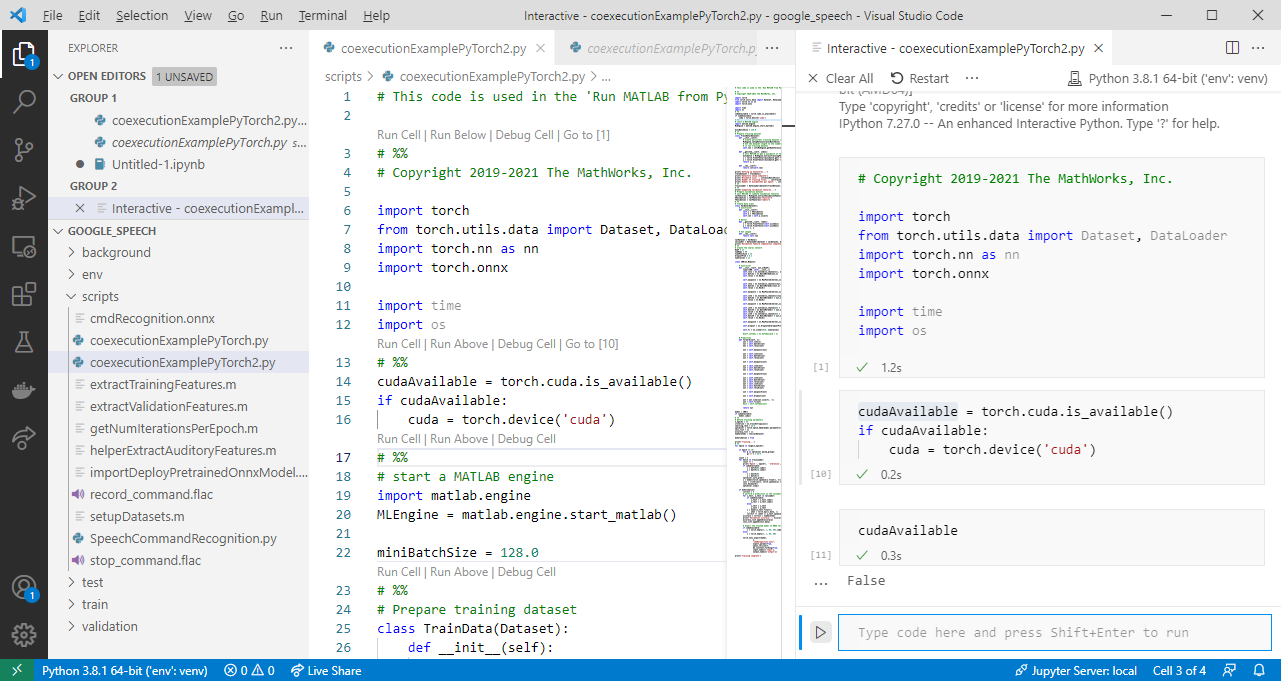 File Edit Selection View Go Run Terminal Help Interactive - coexecutionExamplePyTorch2.py - google_speech - Visual Studio Code
EXPLORER
OPEN EDITORS 1 UNSAVED
GROUP 1
coexecutionExamplePyTorch2.py...
coexecutionExamplePyTorch.py s...
Untitled-1.ipynb
GROUP 2
Interactive - coexecutionExampl...
GOOGLE_SPEECH
background
env
scripts
cmdRecognition.onnx
coexecutionExamplePyTorch.py
coexecutionExamplePyTorch2.py
extractTrainingFeatures.m
extractValidationFeatures.m
getNumIterationsPerEpoch.m
helperExtractAuditoryFeatures.m
importDeployPretrainedOnnxModel....
record_command.flac
setupDatasets.m
SpeechCommandRecognition.py
stop_command.flac
test
train
validation
1
1
coexecutionExamplePyTorch2.py coexecutionExamplePyTorch.p
scripts > coexecutionExamplePyTorch2.py > ...
1 # This code is used in the 'Run MATLAB from Py
2
Run Cell | Run Below | Debug Cell | Go to [1]
3 # %%
4 # Copyright 2019-2021 The MathWorks, Inc.
5
6 import torch
7 from torch.utils.data import Dataset, DataLoa
8 import torch.nn as nn
9 import torch.onnx
10
11 import time
12 import os
Run Cell | Run Above | Debug Cell | Go to [10]
13 # %%
14 cudaAvailable = torch.cuda.is_available()
15 if cudaAvailable:
16 cuda = torch.device('cuda')
Run Cell | Run Above | Debug Cell
17 # %%
18 # start a MATLAB engine
19 import matlab.engine
20 MLEngine = matlab.engine.start_matlab()
21
22 miniBatchSize = 128.0
Run Cell | Run Above | Debug Cell
23 # %%
24 # Prepare training dataset
25 class TrainData(Dataset):
26 def __init__(self):
Interactive - coexecutionExamplePyTorch2.py
Clear All Restart ... Python 3.8.1 64-bit ('env': venv)
bit (AMD64)]
Type 'copyright', 'credits' or 'license' for more information
IPython 7.27.0 -- An enhanced Interactive Python. Type '?' for help.
# Copyright 2019-2021 The MathWorks, Inc.
import torch
from torch.utils.data import Dataset, DataLoader
import torch.nn as nn
import torch.onnx
import time
import os
[1] 1.2s
cudaAvailable = torch.cuda.is_available()
if cudaAvailable:
cuda = torch.device('cuda')
[10] 0.2s
cudaAvailable
[11] 0.3s
... False
Type code here and press Shift+Enter to run
Python 3.8.1 64-bit ('env': venv) 0 0 Live Share Jupyter Server: local Cell 3 of 4